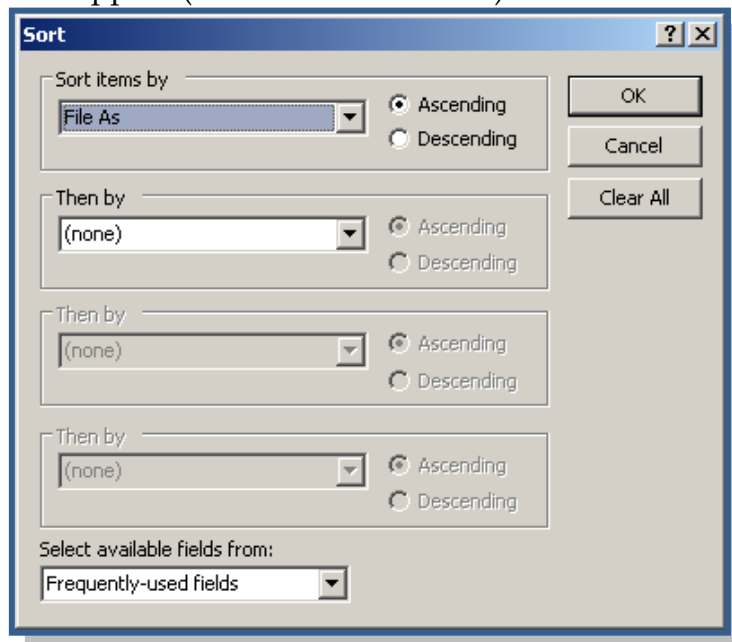 Sort
Sort items by
File As
Ascending
Descending
OK
Cancel
Clear All
Then by
(none)
Ascending
Descending
Then by
(none)
Ascending
Descending
Then by
(none)
Ascending
Descending
Select available fields from:
Frequently-used fields